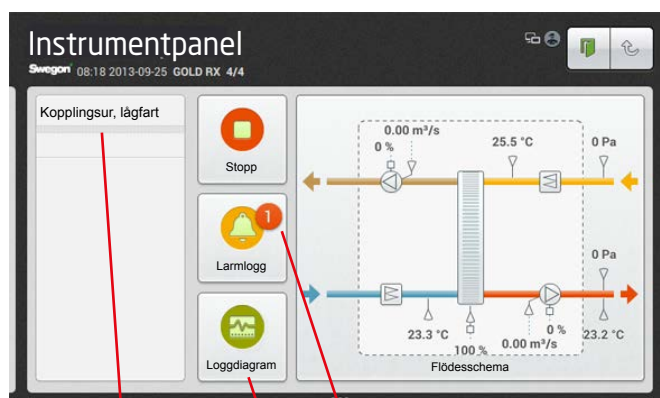 Instrumentpanel
Swegon 08:18 2013-09-25 GOLD RX 4/4
Kopplingsur, lågfart
Stopp
1
Larmlogg
Loggdiagram
0.00 m³/s
0 %
25.5 °C
0 Pa
0 Pa
23.3 °C
100 %
0.00 m³/s
0 %
23.2 °C
Flödesschema